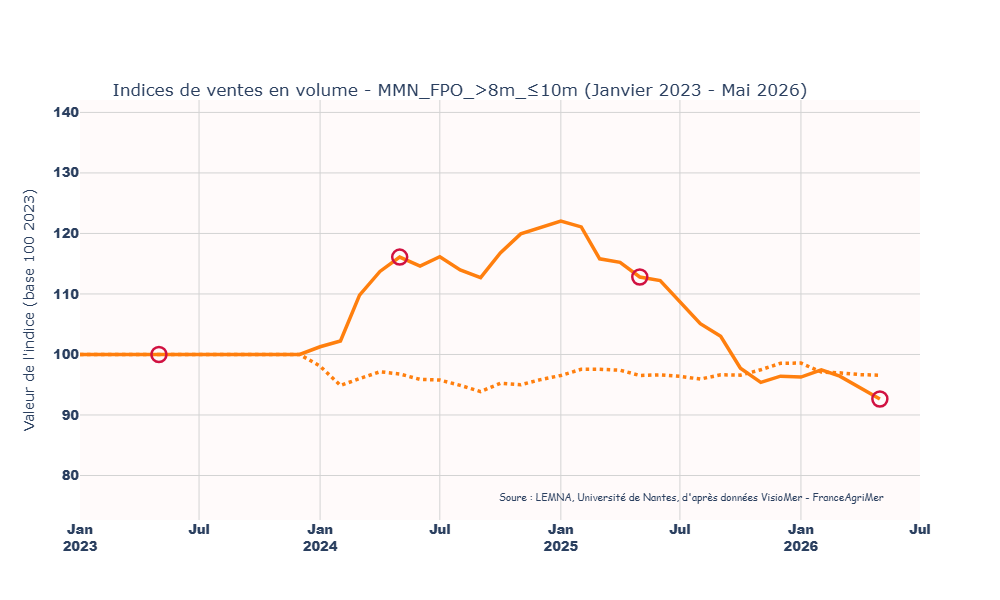 Indices de ventes en volume - MMN_FPO_>8m_≤10m (Janvier 2023 - Mai 2026)
Valeur de l'indice (base 100 2023)
140
130
120
110
100
90
80
Soure : LEMNA, Université de Nantes, d'après données VisioMer - FranceAgriMer
Jan Jul Jan Jul Jan Jul Jan Jul
2023 2024 2025 2026